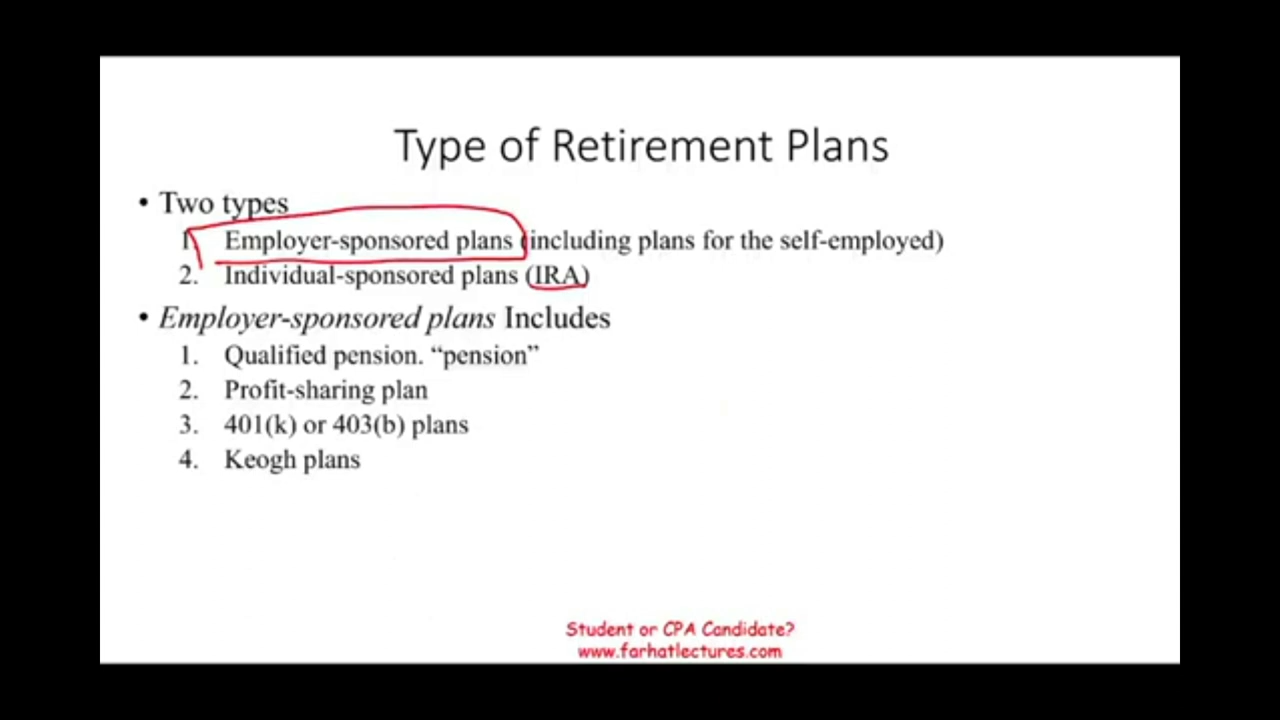 Type of Retirement Plans
• Two types
1. Employer-sponsored plans (including plans for the self-employed)
2. Individual-sponsored plans (IRA)
• Employer-sponsored plans Includes
1. Qualified pension. “pension”
2. Profit-sharing plan
3. 401(k) or 403(b) plans
4. Keogh plans
Student or CPA Candidate?
www.farhatlectures.com